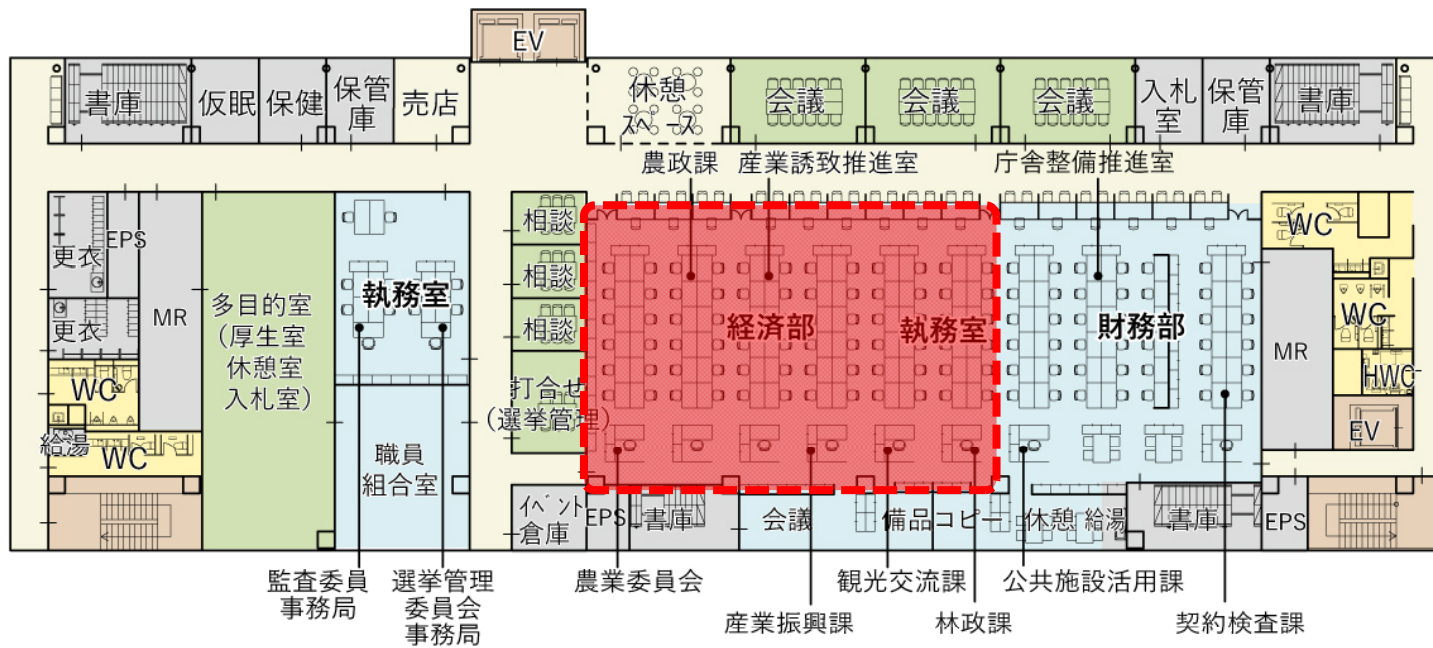 EV
書庫
仮眠
保健
保管
庫
売店
休憩
スペース
会議
会議
会議
入札
室
保管
庫
書庫
農政課
産業誘致推進室
庁舎整備推進室
更衣
EPS
更衣
MR
多目的室
(厚生室
休憩室
入札室)
執務室
相談
相談
相談
打合せ
(選挙管理)
経済部
執務室
財務部
WC
WC
HWC
MR
EV
WC
給湯
WC
職員
組合室
イベント
倉庫
EPS
書庫
会議
備品コピー
休憩
給湯
書庫
EPS
監査委員
事務局
選挙管理
委員会
事務局
農業委員会
産業振興課
観光交流課
林政課
公共施設活用課
契約検査課